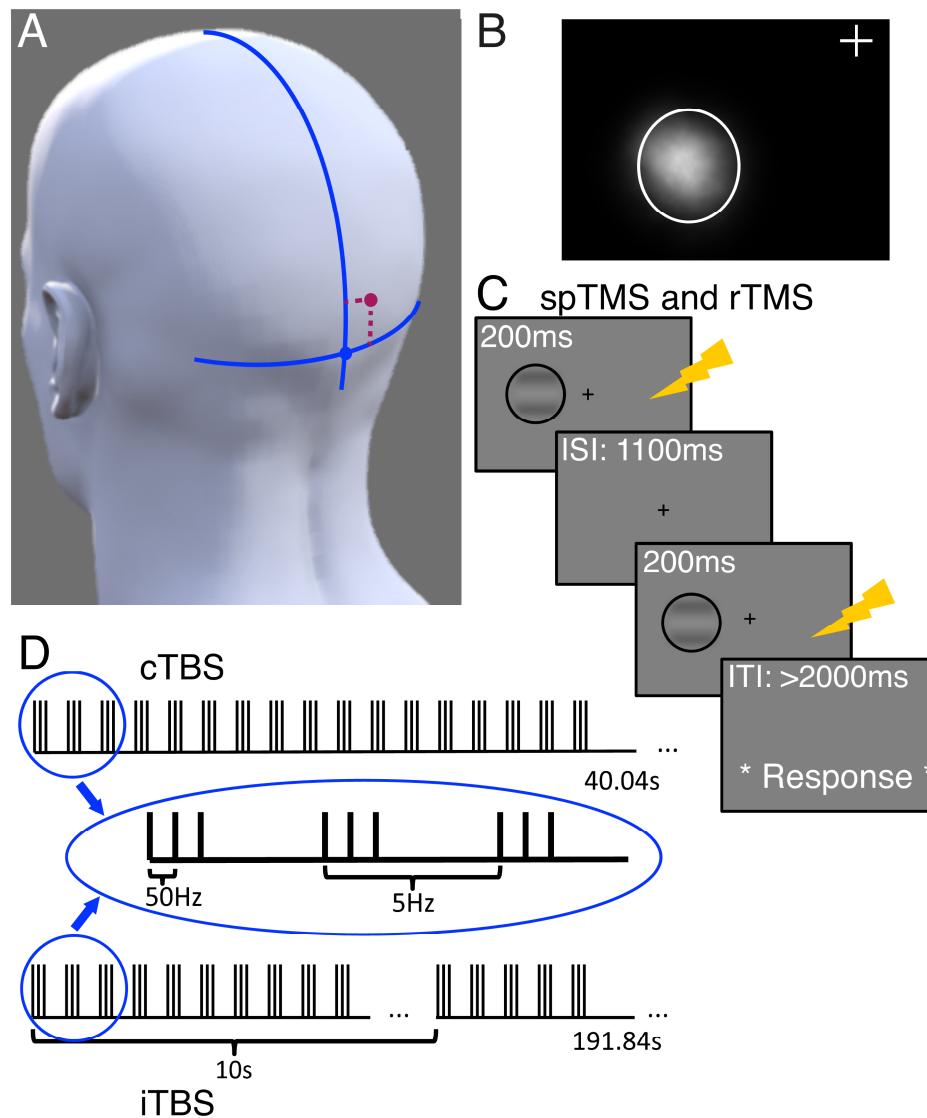 A
B
C
spTMS and rTMS
200ms
ISI: 1100ms
200ms
ITI: >2000ms
* Response *
D
cTBS
...
40.04s
50Hz
5Hz
...
...
191.84s
10s
iTBS